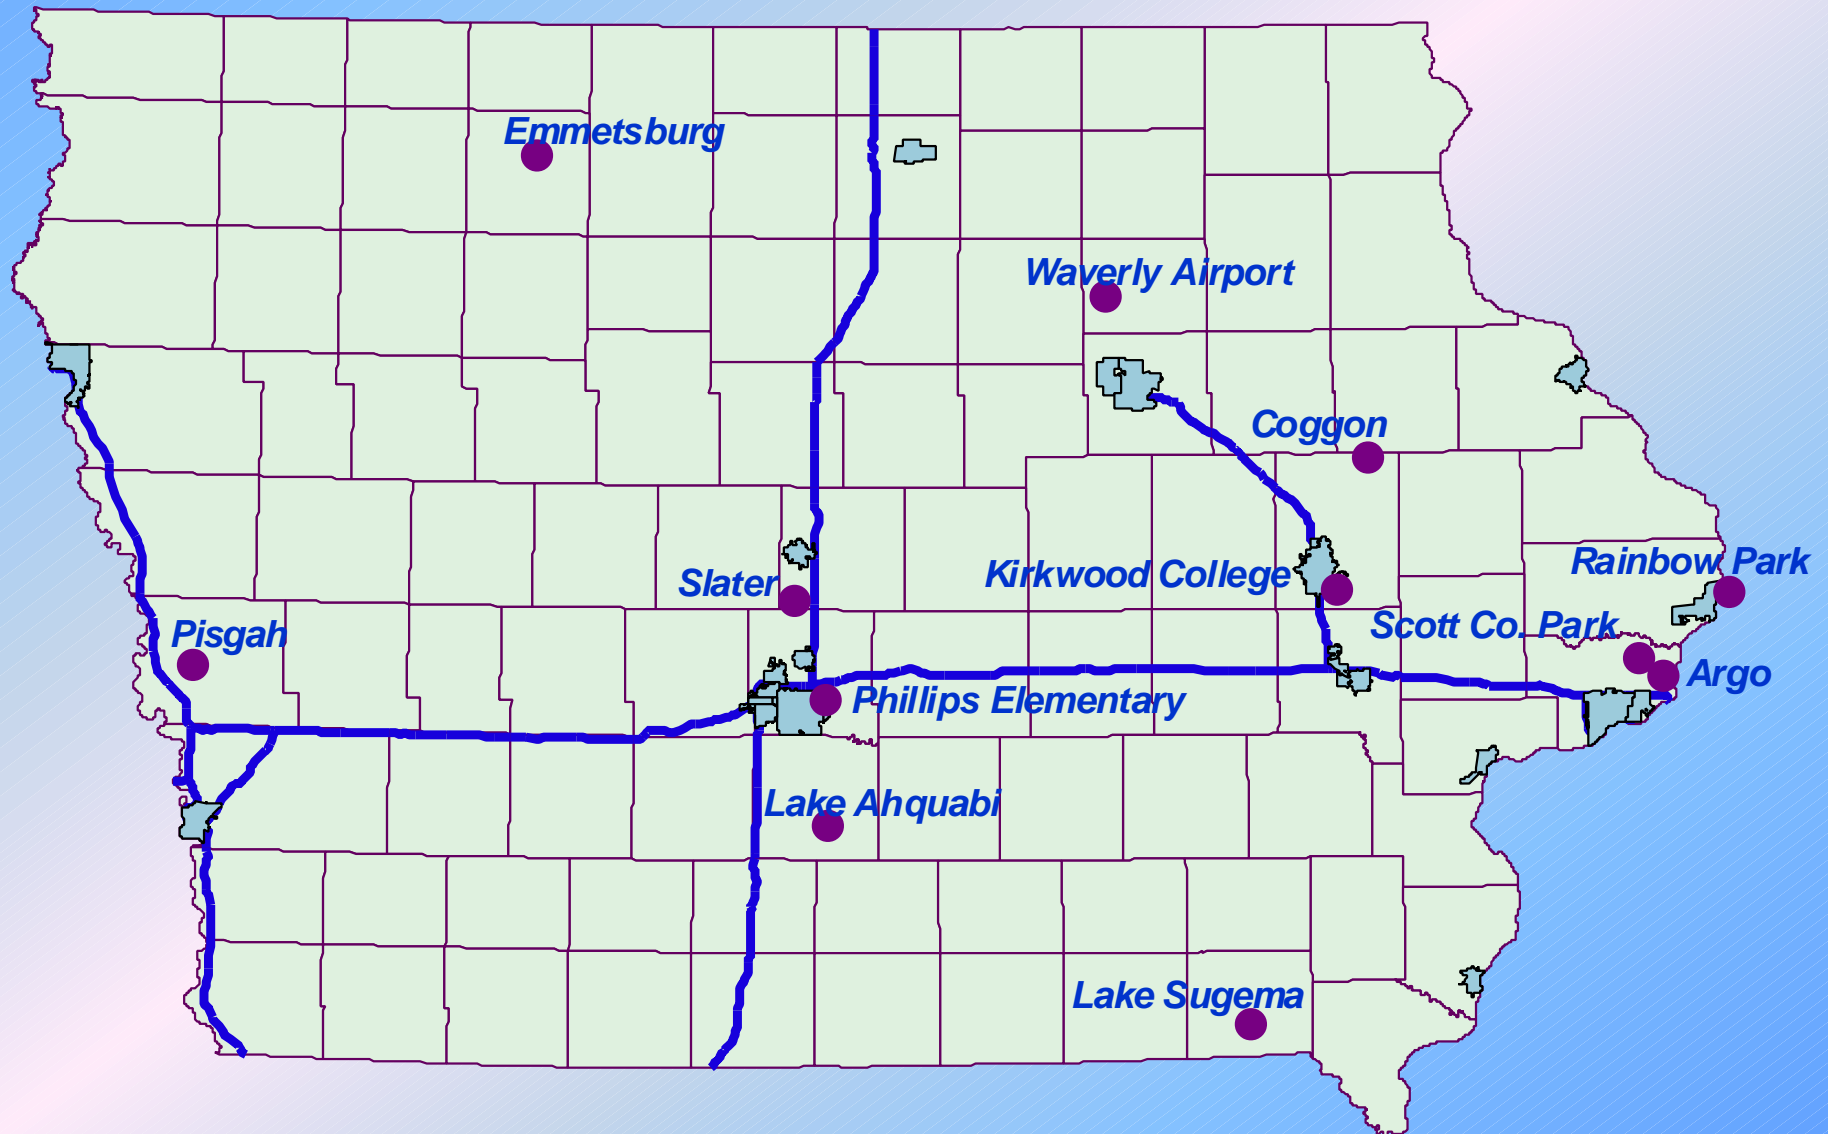 Emmetsburg
Waverly Airport
Coggon
Rainbow Park
Kirkwood College
Slater
Scott Co. Park
Pisgah
Argo
Phillips Elementary
Lake Ahquabi
Lake Sugema